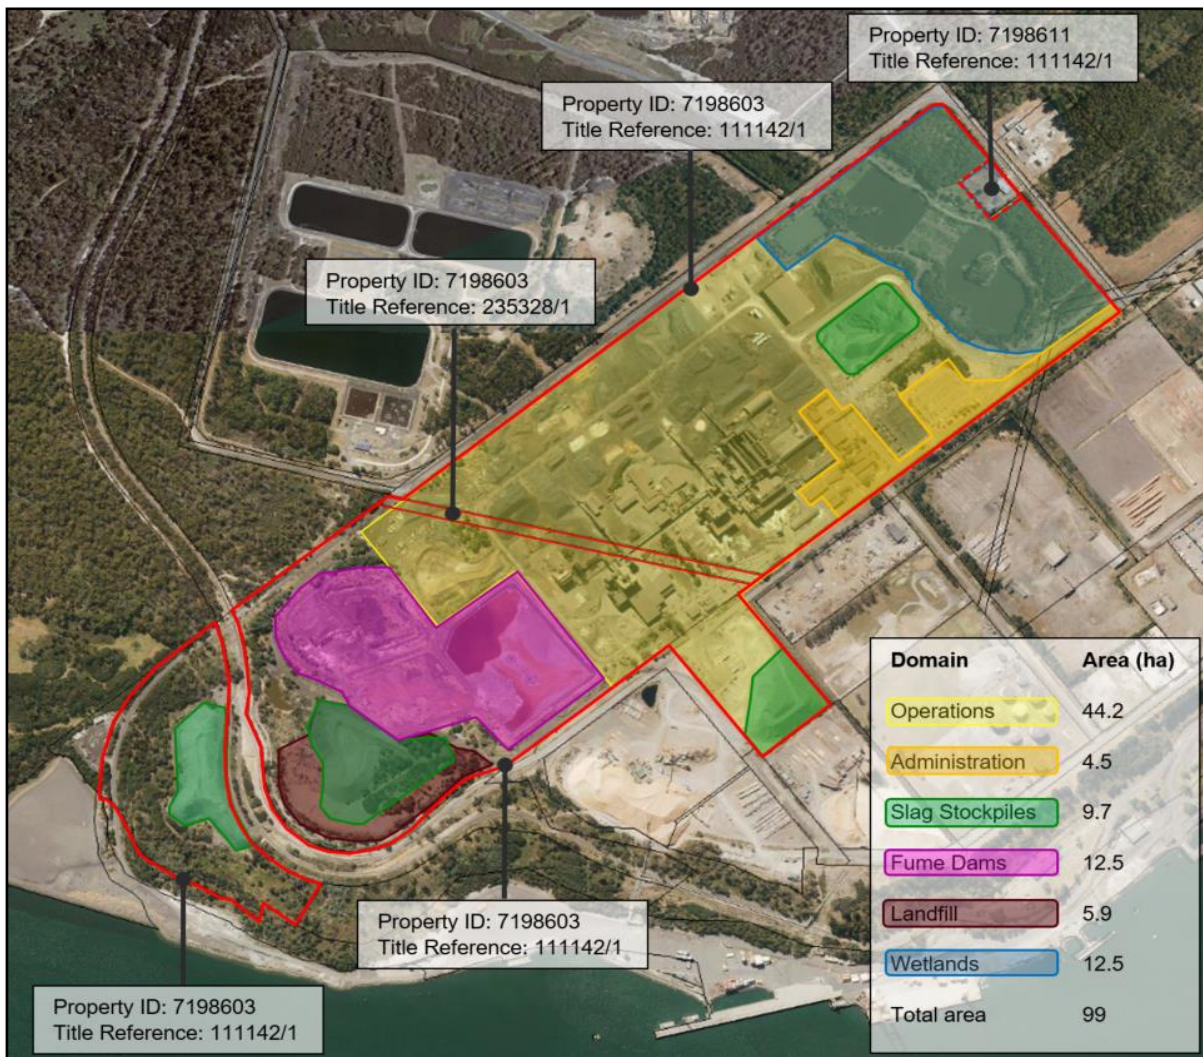 Property ID: 7198611
Title Reference: 111142/1
Property ID: 7198603
Title Reference: 111142/1
Property ID: 7198603
Title Reference: 235328/1
Property ID: 7198603
Title Reference: 111142/1
Property ID: 7198603
Title Reference: 111142/1
Domain Area (ha)
Operations 44.2
Administration 4.5
Slag Stockpiles 9.7
Fume Dams 12.5
Landfill 5.9
Wetlands 12.5
Total area 99